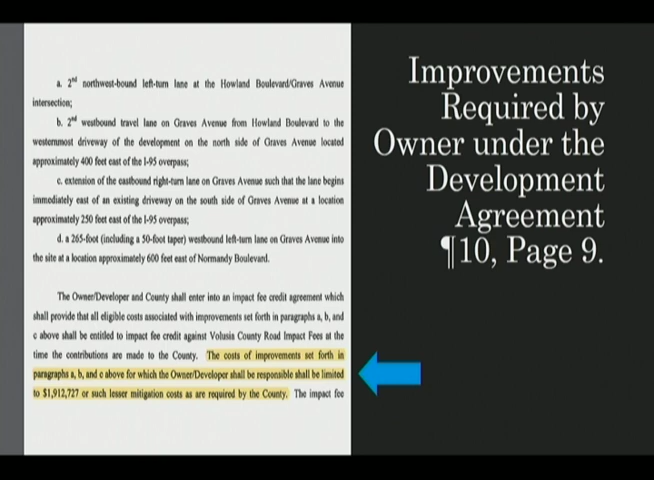 a. 2nd northwest-bound left-turn lane at the Howland Boulevard/Graves Avenue
intersection;
b. 2nd westbound travel lane on Graves Avenue from Howland Boulevard to the
westernmost driveway of the development on the north side of Graves Avenue located
approximately 400 feet east of the I-95 overpass;
c. extension of the eastbound right-turn lane on Graves Avenue such that the lane begins
immediately east of an existing driveway on the south side of Graves Avenue at a location
approximately 250 feet east of the I-95 overpass;
d. a 265-foot (including a 50-foot taper) westbound left-turn lane on Graves Avenue into
the site at a location approximately 600 feet east of Normandy Boulevard.
The Owner/Developer and County shall enter into an impact fee credit agreement which
shall provide that all eligible costs associated with improvements set forth in paragraphs a, b, and
c above shall be entitled to impact fee credit against Volusia County Road Impact Fees at the
time the contributions are made to the County. The costs of improvements set forth in
paragraphs a, b, and c above for which the Owner/Developer shall be responsible shall be limited
to $1,912,727 or such lesser mitigation costs as are required by the County. The impact fee
Improvements
Required by
Owner under the
Development
Agreement
¶10, Page 9.